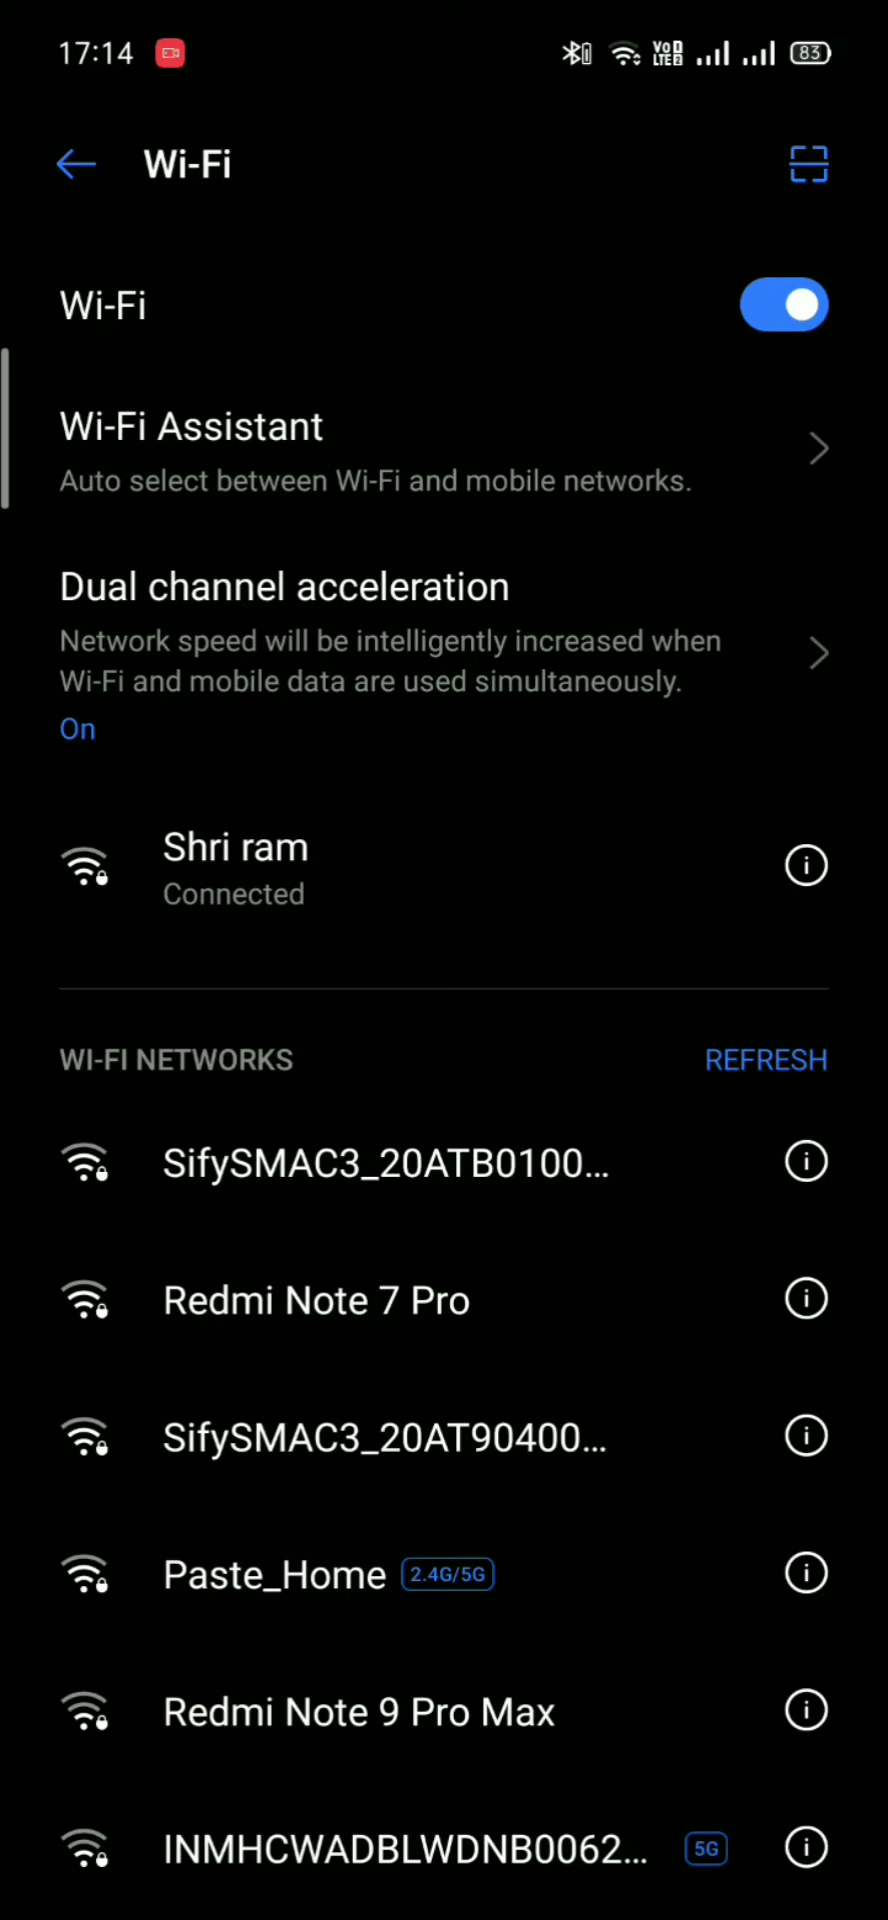 17:14
Vo D
LTE 2
83
Wi-Fi
Wi-Fi
Wi-Fi Assistant
Auto select between Wi-Fi and mobile networks.
Dual channel acceleration
Network speed will be intelligently increased when
Wi-Fi and mobile data are used simultaneously.
On
Shri ram
Connected
WI-FI NETWORKS
REFRESH
SifySMAC3_20ATB0100...
Redmi Note 7 Pro
SifySMAC3_20AT90400...
Paste_Home 2.4G/5G
Redmi Note 9 Pro Max
INMHCWADBLWDNB0062... 5G